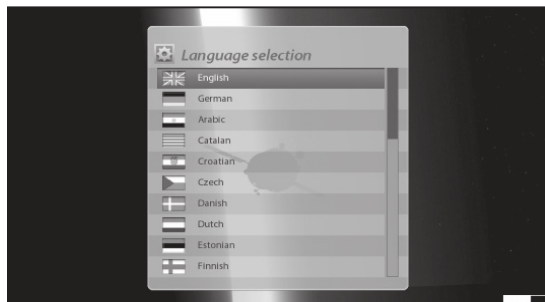 Language selection
English
German
Arabic
Catalan
Croatian
Czech
Danish
Dutch
Estonian
Finnish